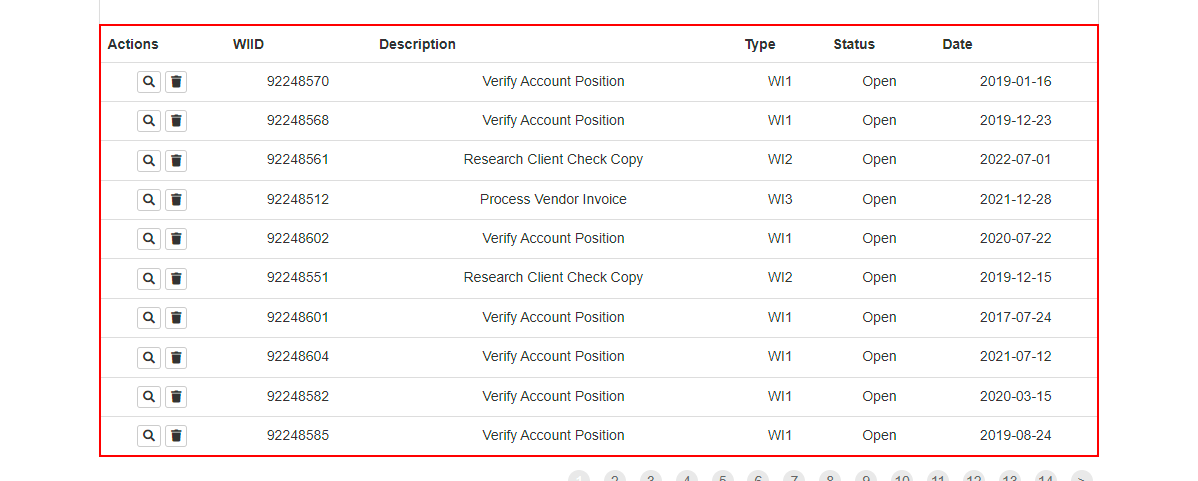 Actions WIID Description Type Status Date
92248570 Verify Account Position WI1 Open 2019-01-16
92248568 Verify Account Position WI1 Open 2019-12-23
92248561 Research Client Check Copy WI2 Open 2022-07-01
92248512 Process Vendor Invoice WI3 Open 2021-12-28
92248602 Verify Account Position WI1 Open 2020-07-22
92248551 Research Client Check Copy WI2 Open 2019-12-15
92248601 Verify Account Position WI1 Open 2017-07-24
92248604 Verify Account Position WI1 Open 2021-07-12
92248582 Verify Account Position WI1 Open 2020-03-15
92248585 Verify Account Position WI1 Open 2019-08-24
1 2 3 4 5 6 7 8 9 10 11 12 13 14 >